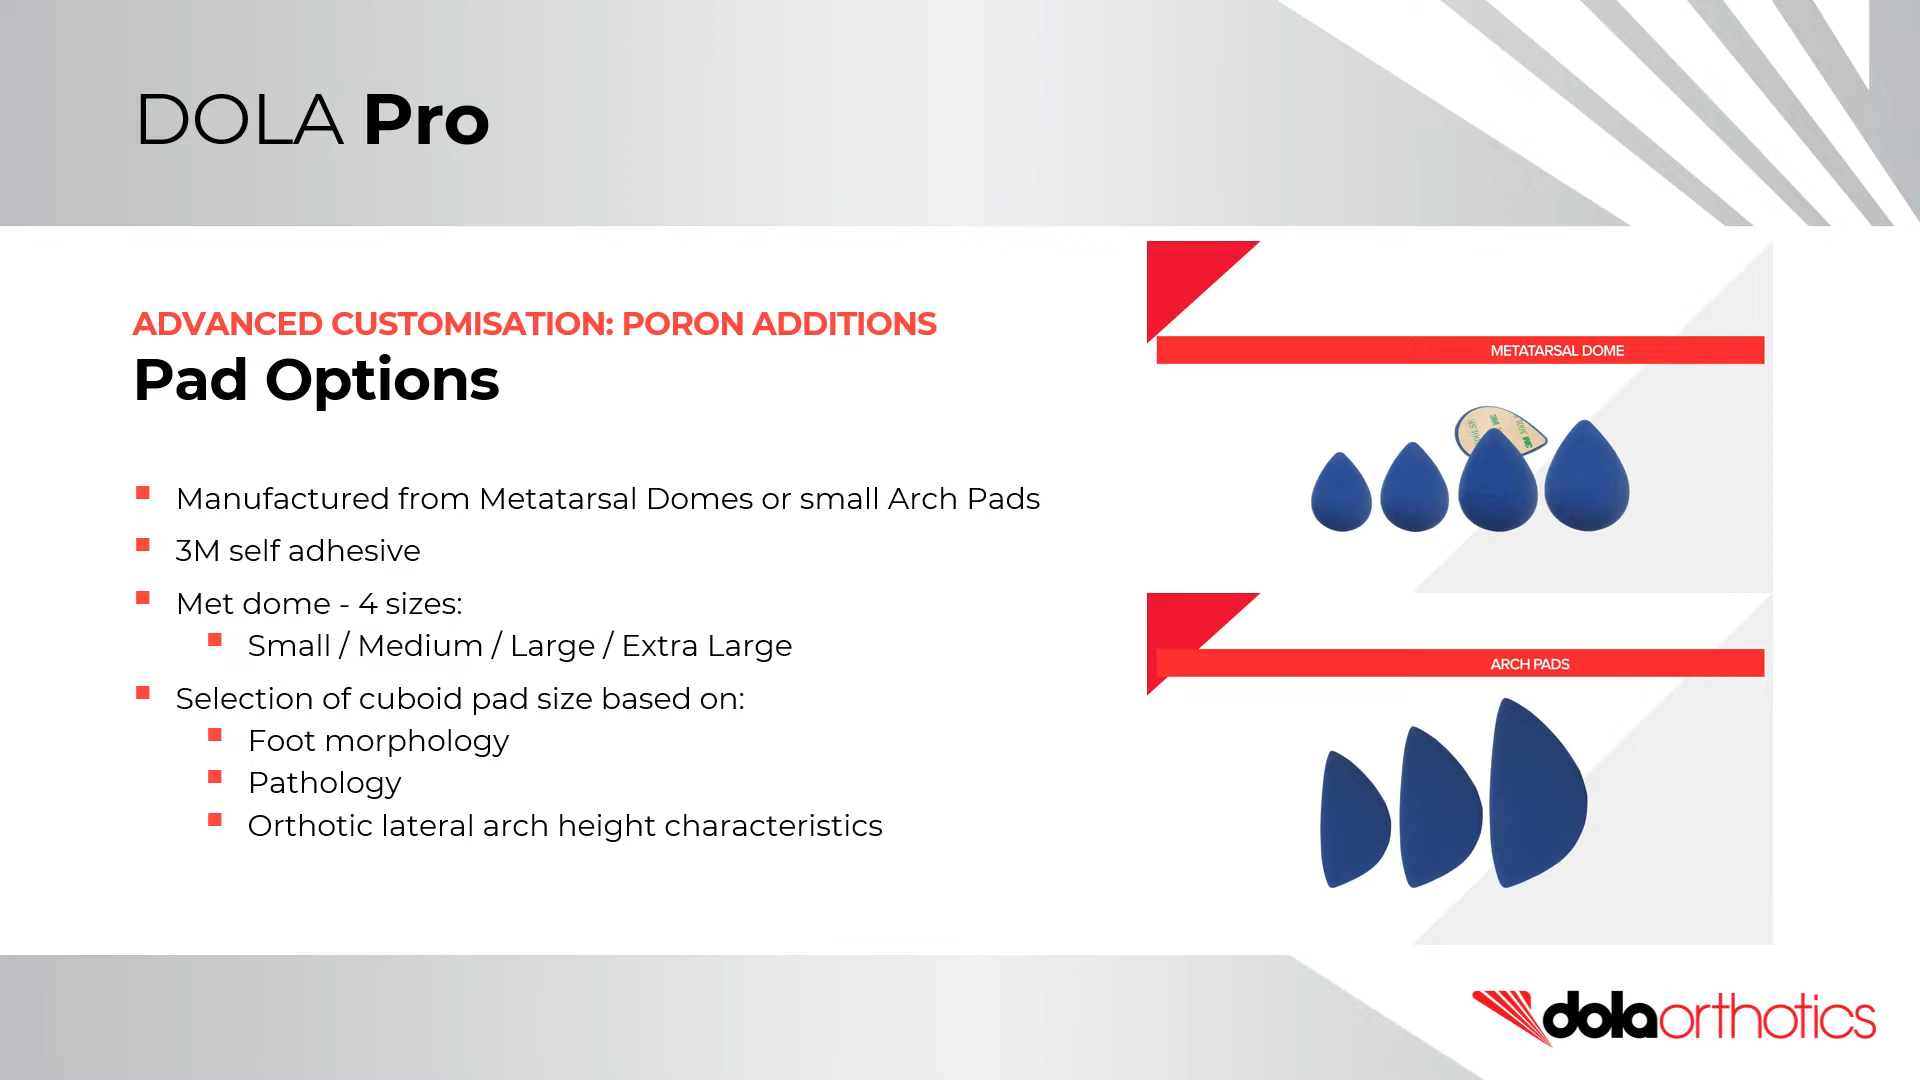 DOLA Pro
ADVANCED CUSTOMISATION: PORON ADDITIONS
Pad Options
Manufactured from Metatarsal Domes or small Arch Pads
3M self adhesive
Met dome - 4 sizes:
Small / Medium / Large / Extra Large
Selection of cuboid pad size based on:
Foot morphology
Pathology
Orthotic lateral arch height characteristics
METATARSAL DOME
3M
3M
ARCH PADS
dolaorthotics